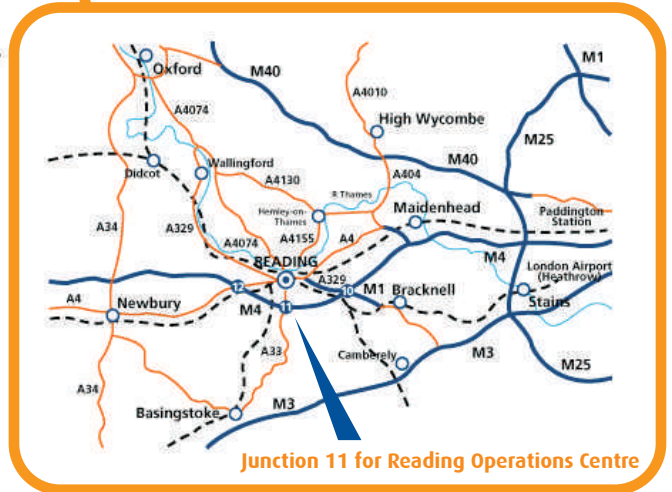 M1
Oxford
M40
A4010
A4074
High Wycombe
M25
M40
Didcot
Wallingford
A4130
A404
R Thames
Hemley-on-
Thames
Maidenhead
Paddington
Station
A34
A329
A4074
A4155
A4
M4
READING
London Airport
(Heathrow)
A329
12
10
M1
Bracknell
Stains
A4
Newbury
M4
11
A33
Camberely
M3
M25
A34
Basingstoke
M3
Junction 11 for Reading Operations Centre